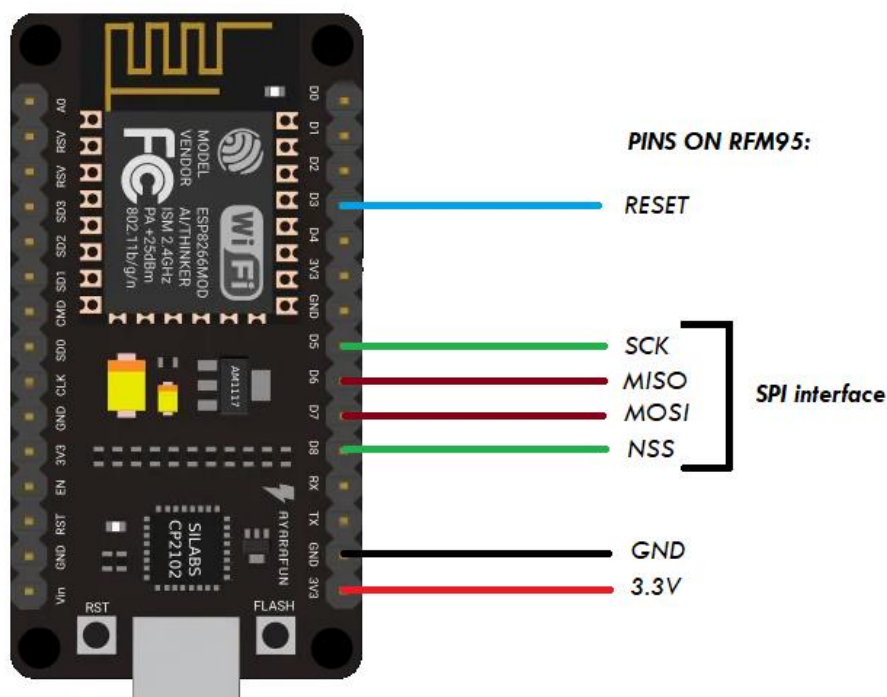 A0
RSV
RSV
SD3
SD2
SD1
CMD
SD0
CLK
GND
3V3
EN
RST
GND
Vin
MODEL
VENDOR
ESP8266MOD
AI/THINKER
ISM 2.4GHz
PA +25dBm
802.11b/g/n
FC
Wi Fi
AM1117
SILABS
CP2102
AYARAFUN
RST
FLASH
D0
D1
D2
D3
D4
3V3
GND
D5
D6
D7
D8
RX
TX
GND
3V3
PINS ON RFM95:
RESET
SCK
MISO
MOSI
NSS
SPI interface
GND
3.3V